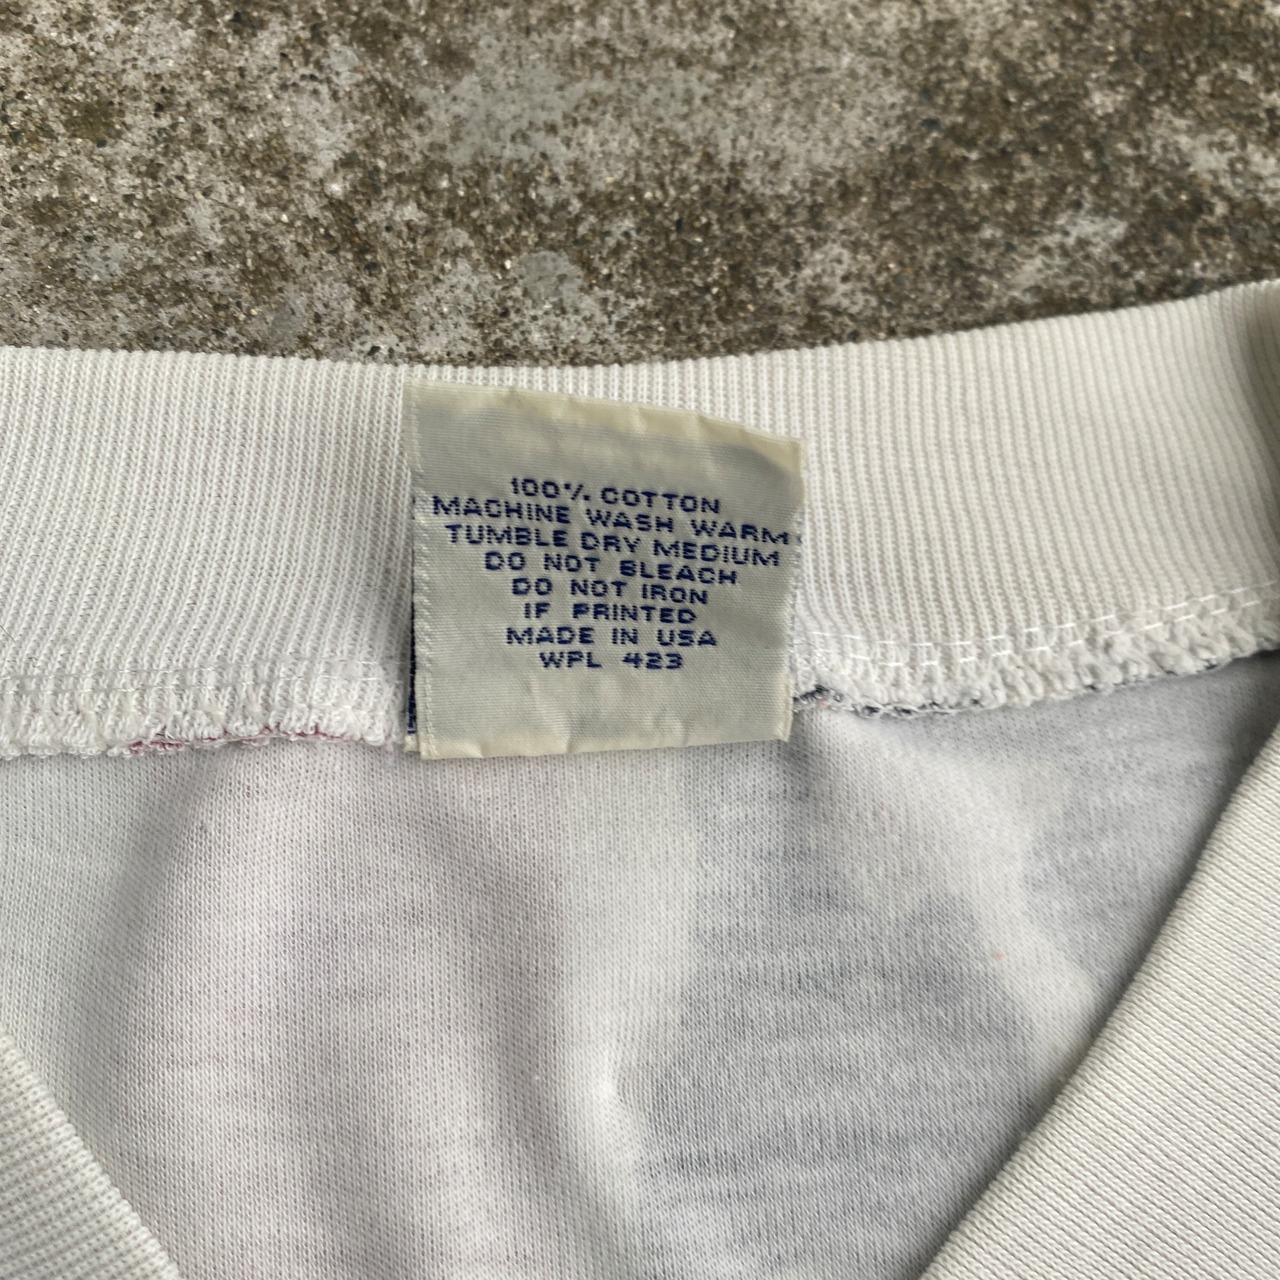 100% COTTON
MACHINE WASH WARM
TUMBLE DRY MEDIUM
DO NOT BLEACH
DO NOT IRON
IF PRINTED
MADE IN USA
WPL 423